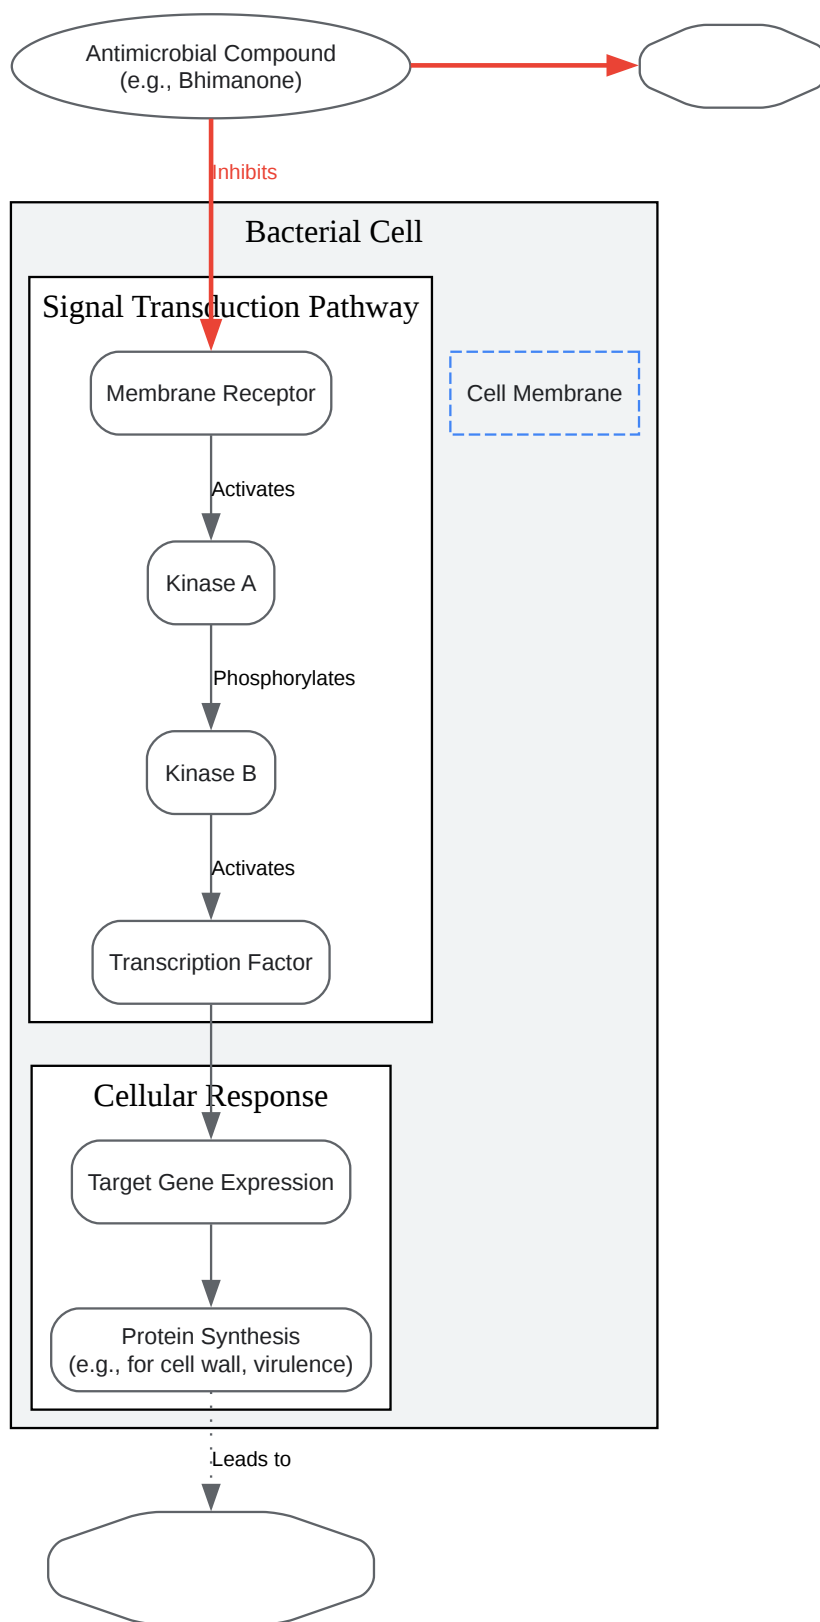 Antimicrobial Compound
(e.g., Bhimanone)
Inhibits
Bacterial Cell
Signal Transduction Pathway
Membrane Receptor
Cell Membrane
Activates
Kinase A
Phosphorylates
Kinase B
Activates
Transcription Factor
Cellular Response
Target Gene Expression
Protein Synthesis
(e.g., for cell wall, virulence)
Leads to